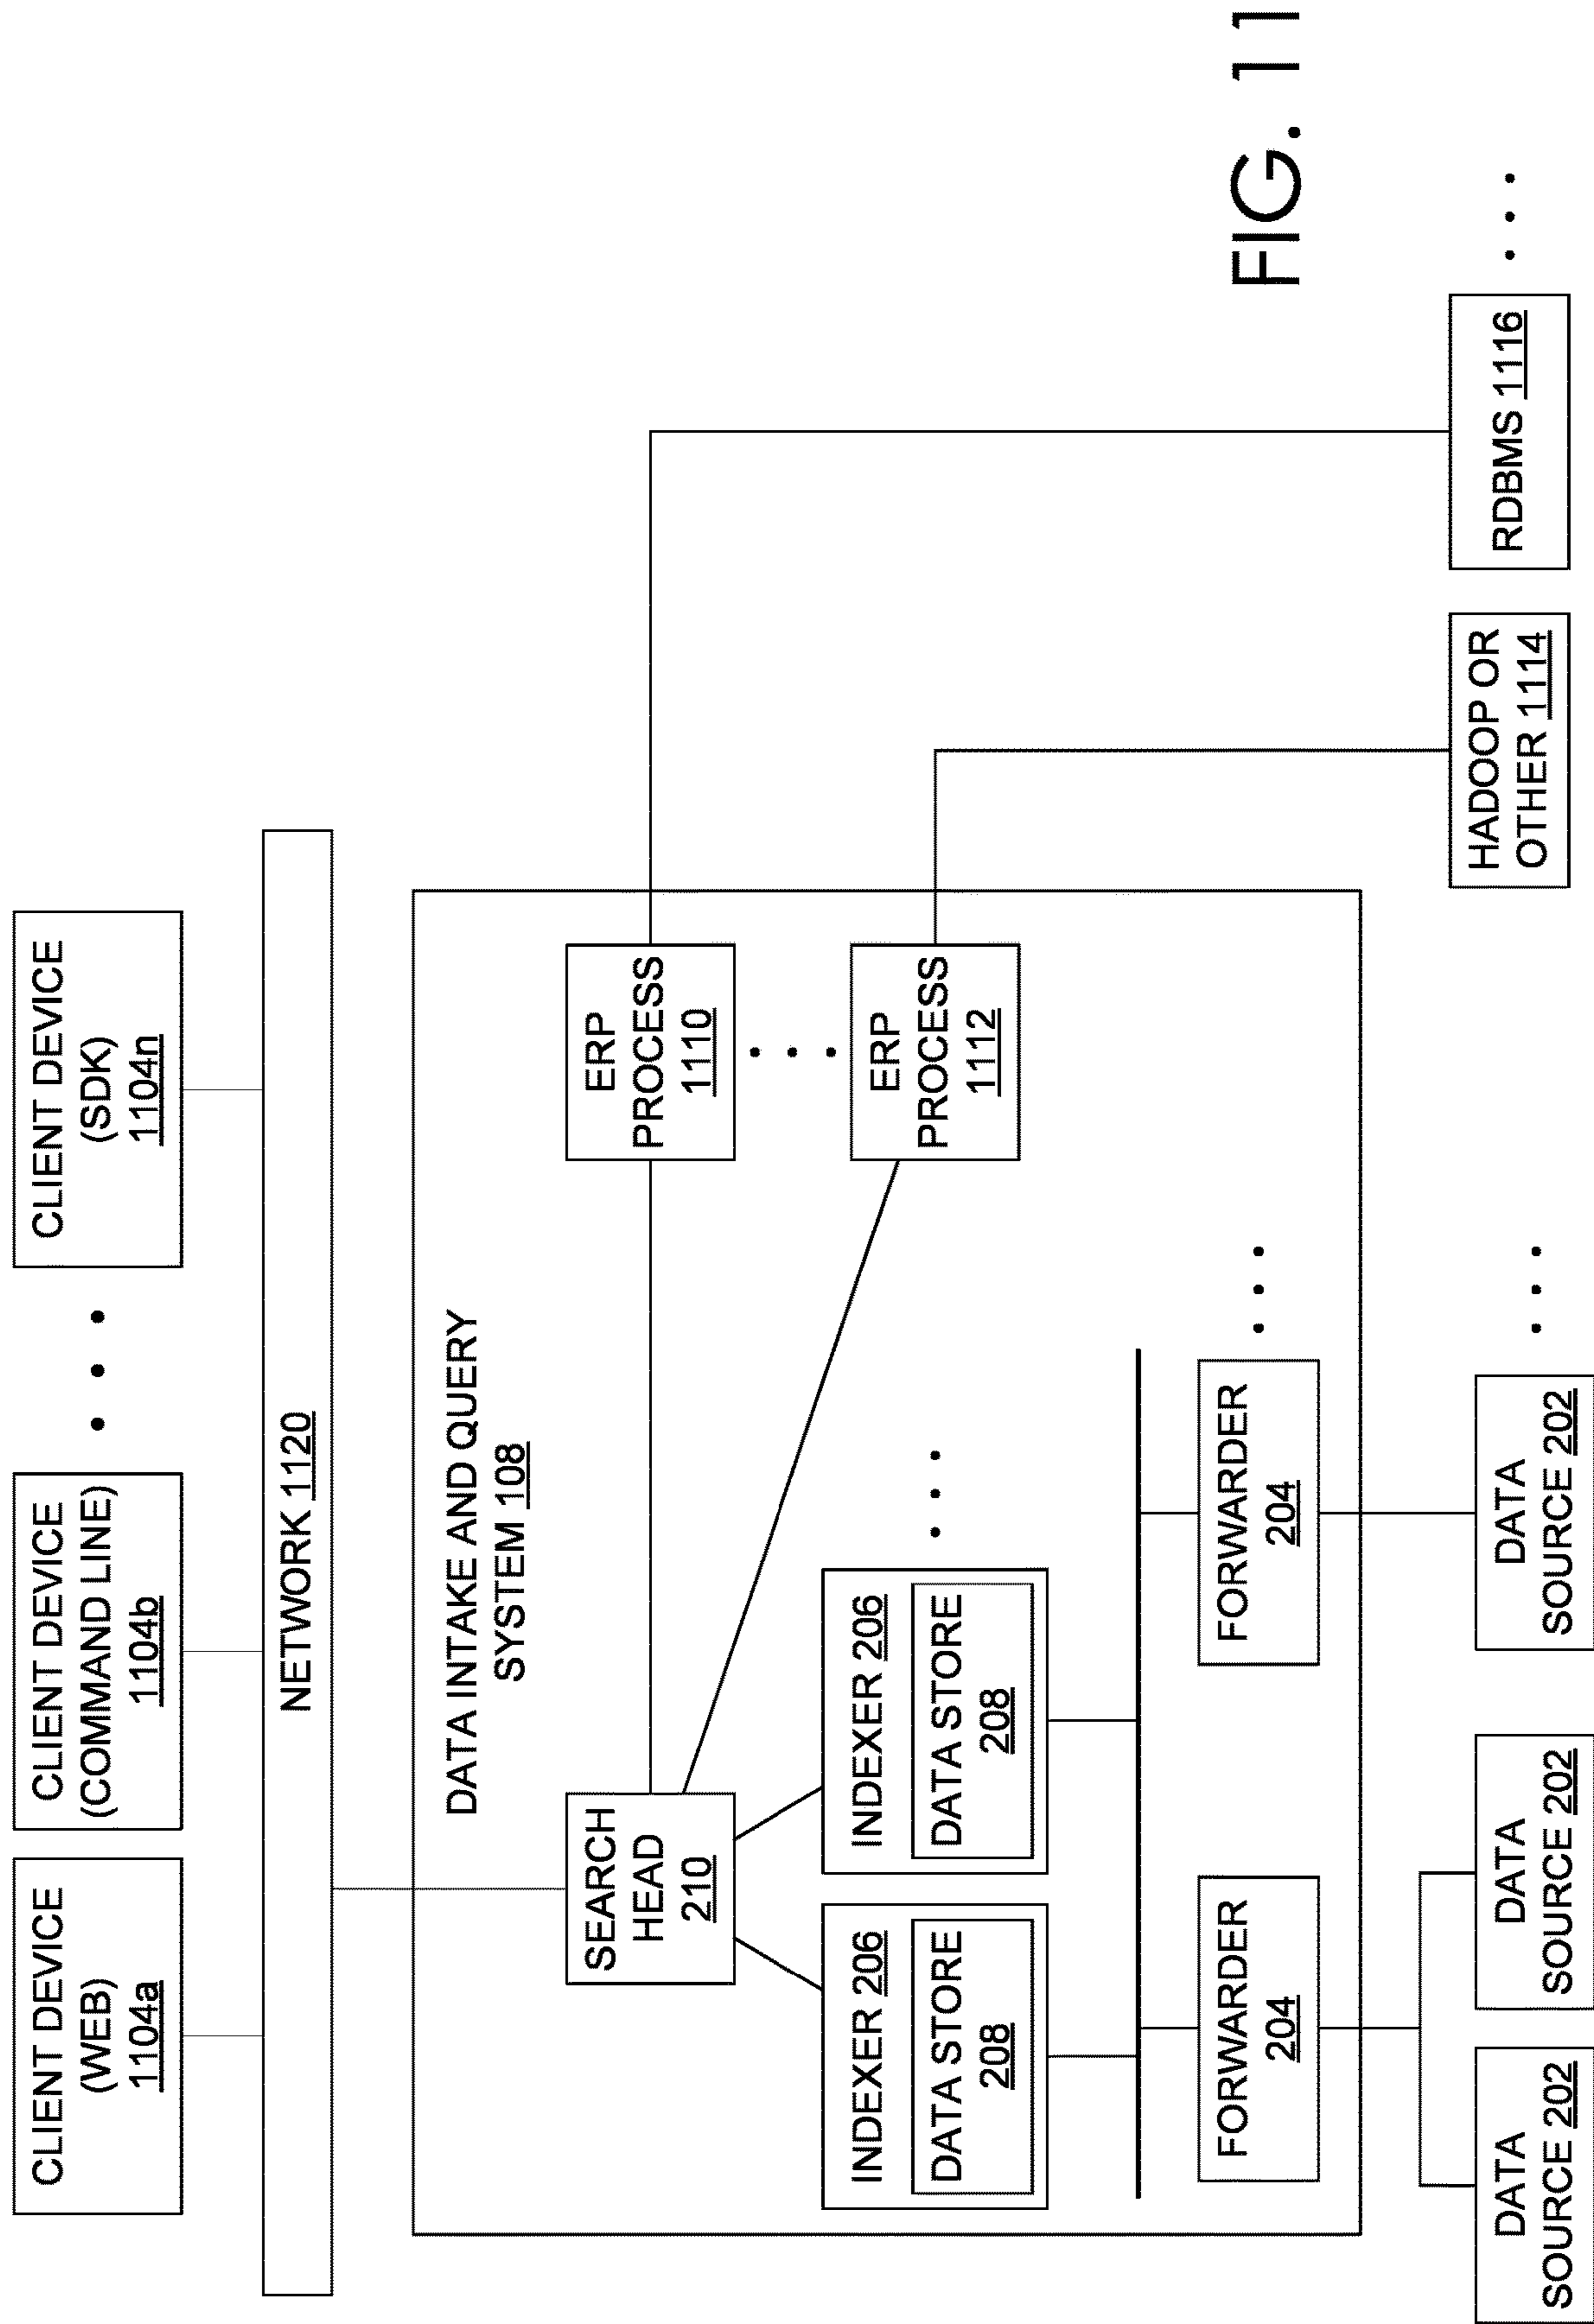 CLIENT DEVICE
(WEB)
1104a
CLIENT DEVICE
(COMMAND LINE)
1104b
CLIENT DEVICE
(SDK)
1104n
NETWORK 1120
DATA INTAKE AND QUERY
SYSTEM 108
SEARCH
HEAD
210
ERP
PROCESS
1110
INDEXER 206
DATA STORE
208
INDEXER 206
DATA STORE
208
ERP
PROCESS
1112
FORWARDER
204
FORWARDER
204
DATA
SOURCE 202
DATA
SOURCE 202
DATA
SOURCE 202
HADOOP OR
OTHER 1114
RDBMS 1116
FIG. 11